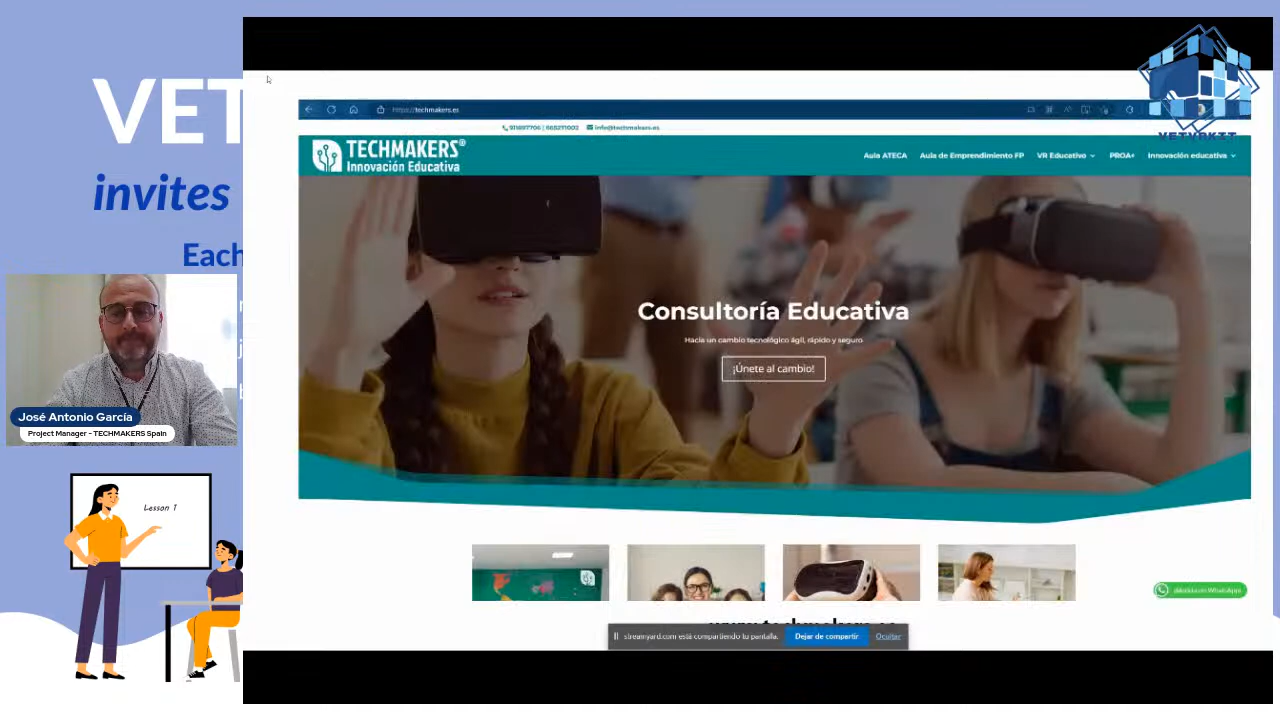 VET
invites
Each
José Antonio García
Project Manager - TECHMAKERS Spain
Lesson 1
https://techmakers.es
info@techmakers.es
TECHMAKERS®
Innovación Educativa
Aula ATECA
Aula de Emprendimiento FP
VR Educativo
PROA+
Innovación educativa
Consultoría Educativa
Hacia un cambio tecnológico ágil, rápido y seguro
¡Únete al cambio!
WhatsApp
streamyard.com está compartiendo tu pantalla.
Dejar de compartir
Ocultar